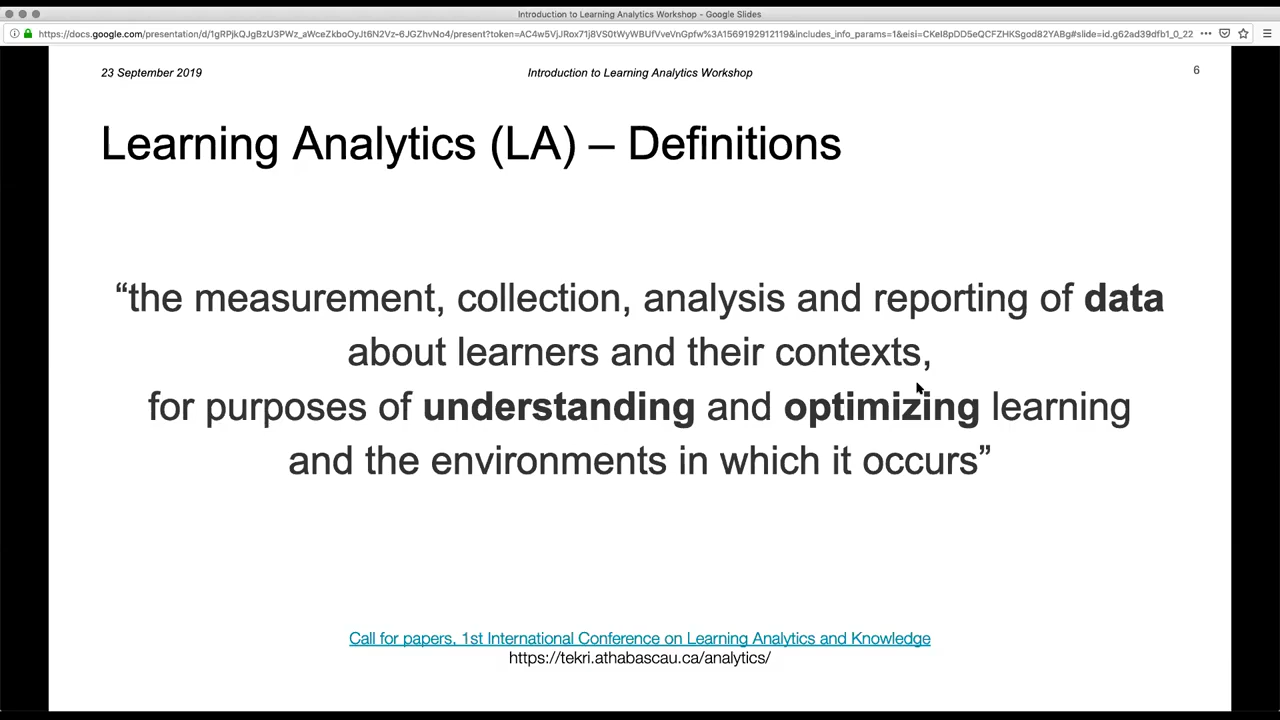 Introduction to Learning Analytics Workshop - Google Slides
23 September 2019
Introduction to Learning Analytics Workshop
6
Learning Analytics (LA) – Definitions
“the measurement, collection, analysis and reporting of data
about learners and their contexts,
for purposes of understanding and optimizing learning
and the environments in which it occurs”
Call for papers, 1st International Conference on Learning Analytics and Knowledge
https://tekri.athabascau.ca/analytics/